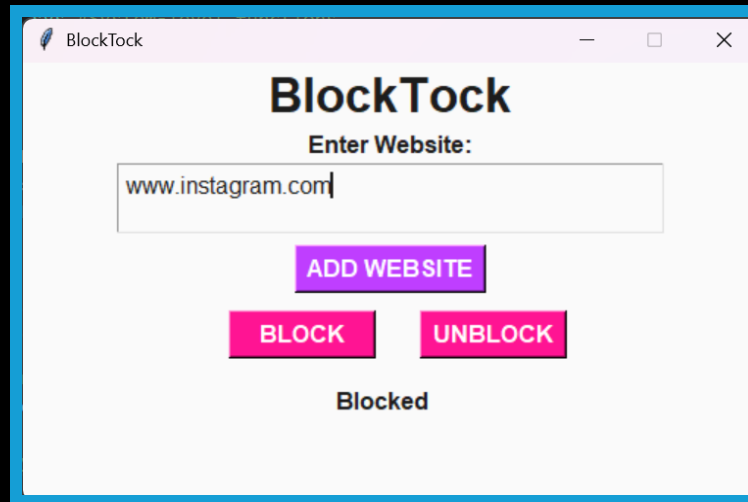 BlockTock
BlockTock
Enter Website:
www.instagram.com
ADD WEBSITE
BLOCK UNBLOCK
Blocked